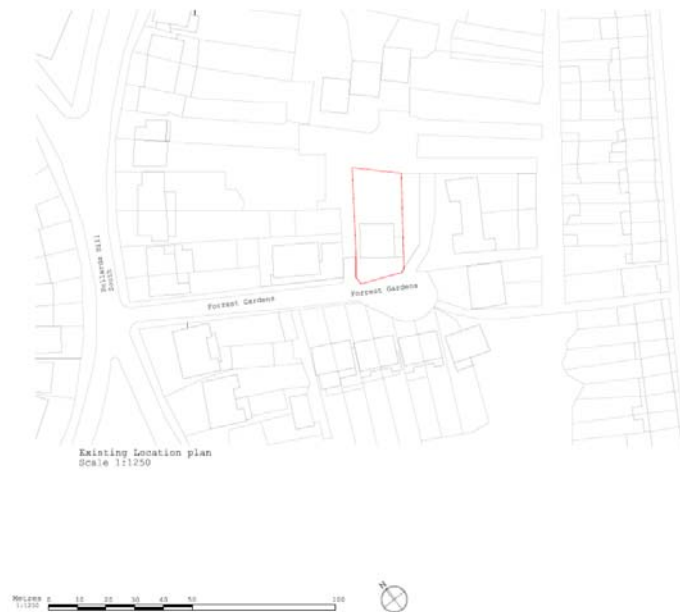 Pollards Hill
South
Forrest Gardens
Forrest Gardens
Existing Location plan
Scale 1:1250
Metres 0 10 20 30 40 50 100
1:1250
N